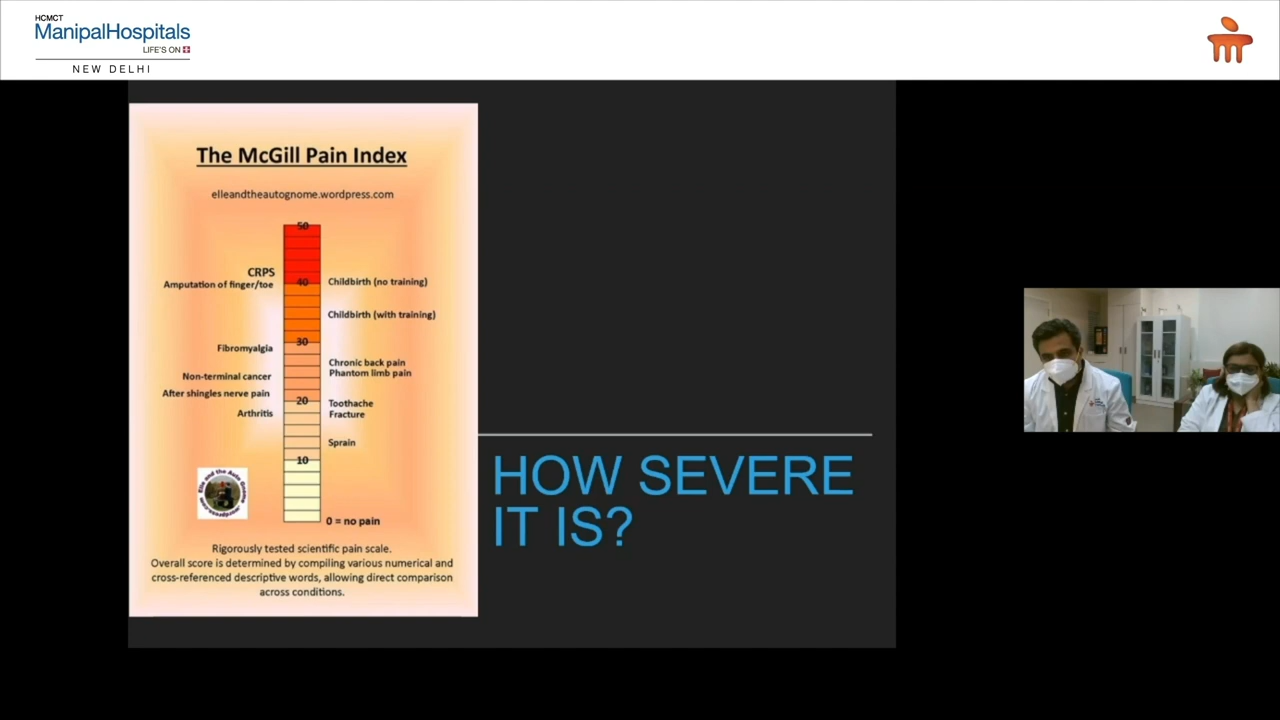 HCMCT
ManipalHospitals
LIFE'S ON
NEW DELHI
The McGill Pain Index
elleandtheautognome.wordpress.com
50
CRPS
Amputation of finger/toe
40
Childbirth (no training)
Childbirth (with training)
30
Fibromyalgia
Chronic back pain
Phantom limb pain
Non-terminal cancer
After shingles nerve pain
20
Toothache
Arthritis
Fracture
Sprain
10
0 = no pain
Rigorously tested scientific pain scale.
Overall score is determined by compiling various numerical and
cross-referenced descriptive words, allowing direct comparison
across conditions.
HOW SEVERE
IT IS?